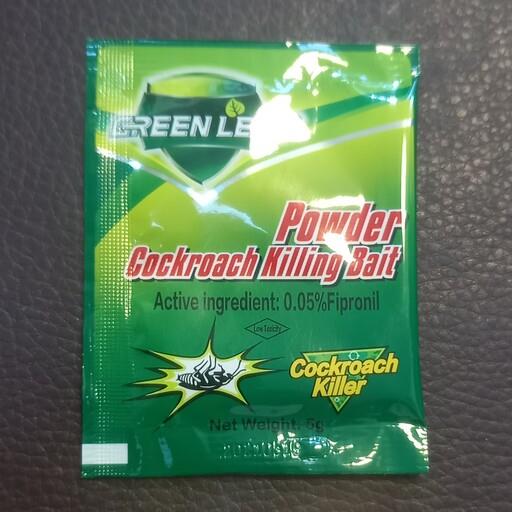 GREEN LE
Powder
Cockroach Killing Bait
Active ingredient: 0.05%Fipronil
Low Toxicity
Cockroach
Killer
Net Weight: 5g